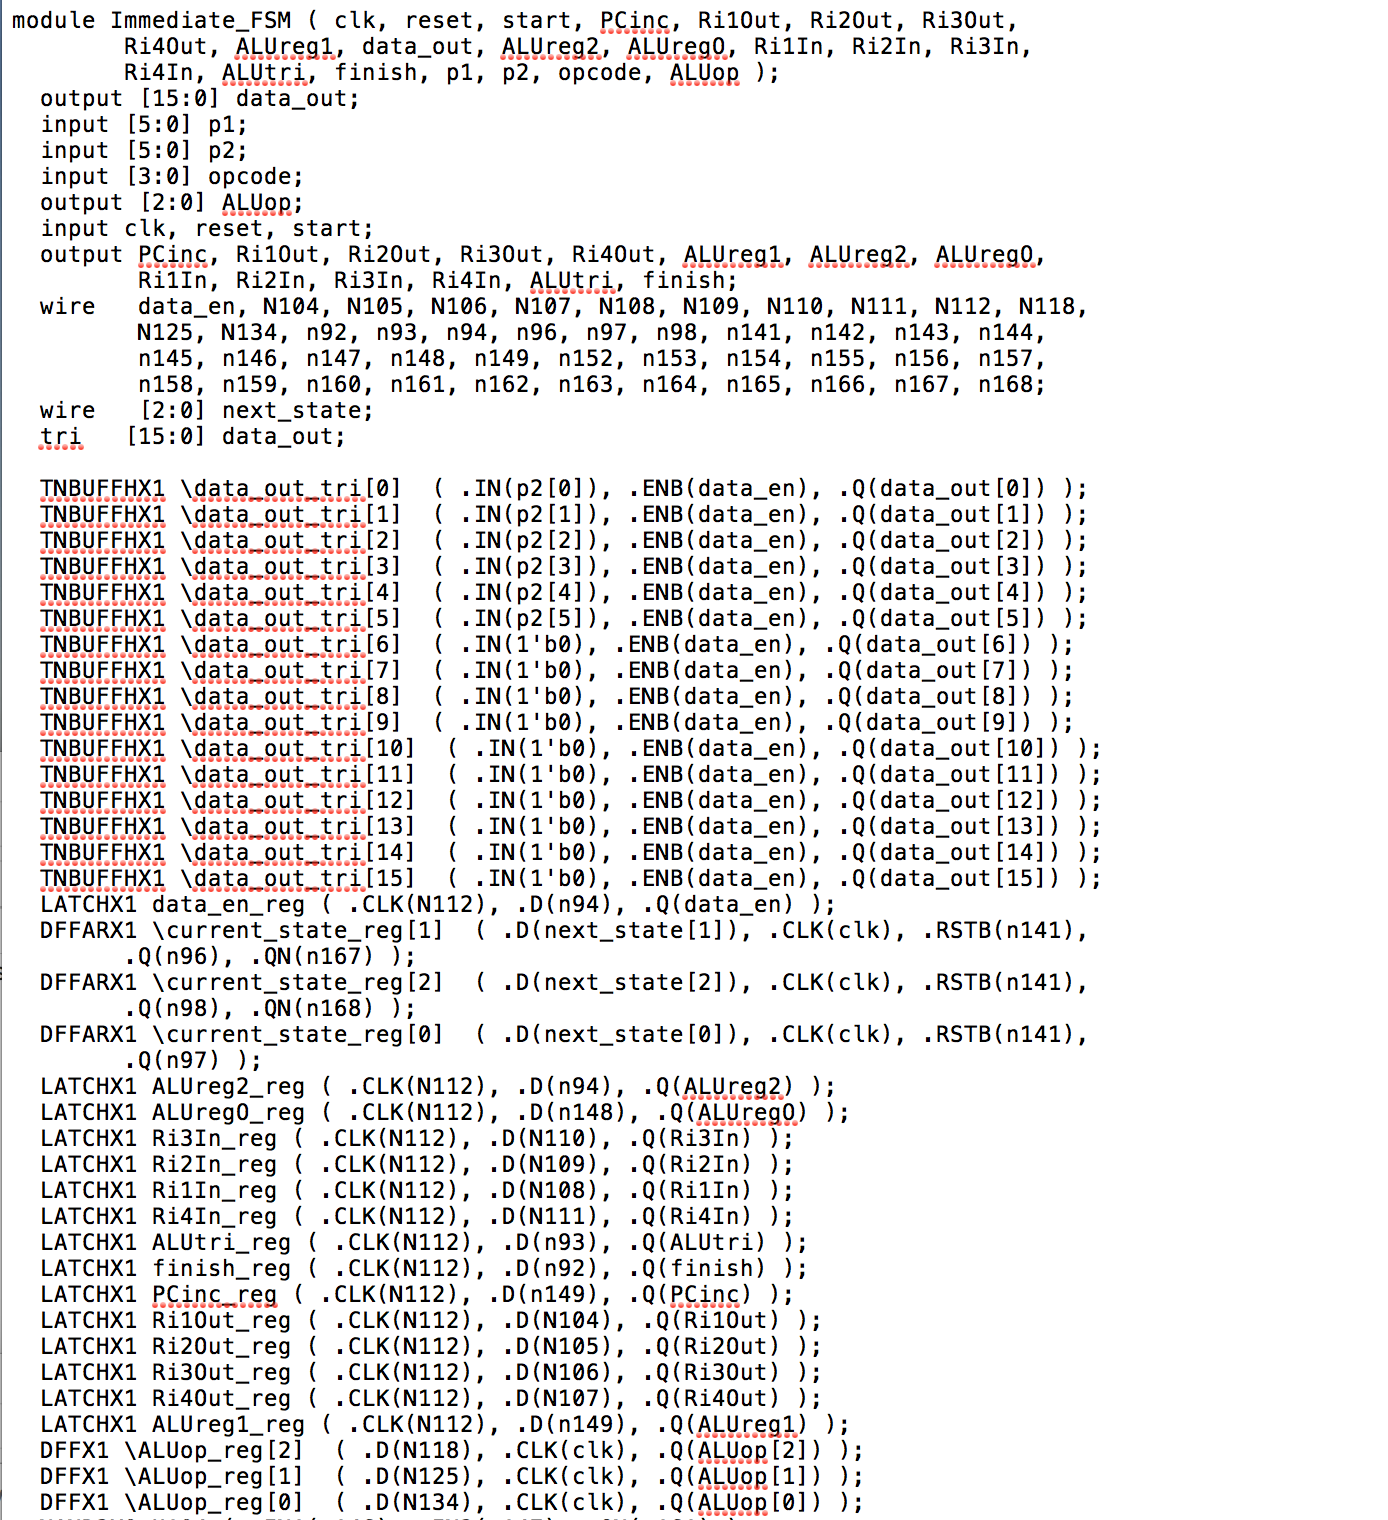 module Immediate_FSM ( clk, reset, start, PCinc, Ri1Out, Ri2Out, Ri3Out,
Ri4Out, ALUreg1, data_out, ALUreg2, ALUregO, Ri1In, Ri2In, Ri3In,
Ri4In, ALUtri, finish, p1, p2, opcode, ALUop );
output [15:0] data_out;
input [5:0] p1;
input [5:0] p2;
input [3:0] opcode;
output [2:0] ALUop;
input clk, reset, start;
output PCinc, Ri1Out, Ri2Out, Ri3Out, Ri4Out, ALUreg1, ALUreg2, ALUregO,
Ri1In, Ri2In, Ri3In, Ri4In, ALUtri, finish;
wire   data_en, N104, N105, N106, N107, N108, N109, N110, N111, N112, N118,
N125, N134, n92, n93, n94, n96, n97, n98, n141, n142, n143, n144,
n145, n146, n147, n148, n149, n152, n153, n154, n155, n156, n157,
n158, n159, n160, n161, n162, n163, n164, n165, n166, n167, n168;
wire   [2:0] next_state;
tri   [15:0] data_out;
TNBUFFHX1 \data_out_tri[0]  ( .IN(p2[0]), .ENB(data_en), .Q(data_out[0]) );
TNBUFFHX1 \data_out_tri[1]  ( .IN(p2[1]), .ENB(data_en), .Q(data_out[1]) );
TNBUFFHX1 \data_out_tri[2]  ( .IN(p2[2]), .ENB(data_en), .Q(data_out[2]) );
TNBUFFHX1 \data_out_tri[3]  ( .IN(p2[3]), .ENB(data_en), .Q(data_out[3]) );
TNBUFFHX1 \data_out_tri[4]  ( .IN(p2[4]), .ENB(data_en), .Q(data_out[4]) );
TNBUFFHX1 \data_out_tri[5]  ( .IN(p2[5]), .ENB(data_en), .Q(data_out[5]) );
TNBUFFHX1 \data_out_tri[6]  ( .IN(1'b0), .ENB(data_en), .Q(data_out[6]) );
TNBUFFHX1 \data_out_tri[7]  ( .IN(1'b0), .ENB(data_en), .Q(data_out[7]) );
TNBUFFHX1 \data_out_tri[8]  ( .IN(1'b0), .ENB(data_en), .Q(data_out[8]) );
TNBUFFHX1 \data_out_tri[9]  ( .IN(1'b0), .ENB(data_en), .Q(data_out[9]) );
TNBUFFHX1 \data_out_tri[10]  ( .IN(1'b0), .ENB(data_en), .Q(data_out[10]) );
TNBUFFHX1 \data_out_tri[11]  ( .IN(1'b0), .ENB(data_en), .Q(data_out[11]) );
TNBUFFHX1 \data_out_tri[12]  ( .IN(1'b0), .ENB(data_en), .Q(data_out[12]) );
TNBUFFHX1 \data_out_tri[13]  ( .IN(1'b0), .ENB(data_en), .Q(data_out[13]) );
TNBUFFHX1 \data_out_tri[14]  ( .IN(1'b0), .ENB(data_en), .Q(data_out[14]) );
TNBUFFHX1 \data_out_tri[15]  ( .IN(1'b0), .ENB(data_en), .Q(data_out[15]) );
LATCHX1 data_en_reg ( .CLK(N112), .D(n94), .Q(data_en) );
DFFARX1 \current_state_reg[1]  ( .D(next_state[1]), .CLK(clk), .RSTB(n141),
.Q(n96), .QN(n167) );
DFFARX1 \current_state_reg[2]  ( .D(next_state[2]), .CLK(clk), .RSTB(n141),
.Q(n98), .QN(n168) );
DFFARX1 \current_state_reg[0]  ( .D(next_state[0]), .CLK(clk), .RSTB(n141),
.Q(n97) );
LATCHX1 ALUreg2_reg ( .CLK(N112), .D(n94), .Q(ALUreg2) );
LATCHX1 ALUregO_reg ( .CLK(N112), .D(n148), .Q(ALUregO) );
LATCHX1 Ri3In_reg ( .CLK(N112), .D(N110), .Q(Ri3In) );
LATCHX1 Ri2In_reg ( .CLK(N112), .D(N109), .Q(Ri2In) );
LATCHX1 Ri1In_reg ( .CLK(N112), .D(N108), .Q(Ri1In) );
LATCHX1 Ri4In_reg ( .CLK(N112), .D(N111), .Q(Ri4In) );
LATCHX1 ALUtri_reg ( .CLK(N112), .D(n93), .Q(ALUtri) );
LATCHX1 finish_reg ( .CLK(N112), .D(n92), .Q(finish) );
LATCHX1 PCinc_reg ( .CLK(N112), .D(n149), .Q(PCinc) );
LATCHX1 Ri1Out_reg ( .CLK(N112), .D(N104), .Q(Ri1Out) );
LATCHX1 Ri2Out_reg ( .CLK(N112), .D(N105), .Q(Ri2Out) );
LATCHX1 Ri3Out_reg ( .CLK(N112), .D(N106), .Q(Ri3Out) );
LATCHX1 Ri4Out_reg ( .CLK(N112), .D(N107), .Q(Ri4Out) );
LATCHX1 ALUreg1_reg ( .CLK(N112), .D(n149), .Q(ALUreg1) );
DFFX1 \ALUop_reg[2]  ( .D(N118), .CLK(clk), .Q(ALUop[2]) );
DFFX1 \ALUop_reg[1]  ( .D(N125), .CLK(clk), .Q(ALUop[1]) );
DFFX1 \ALUop_reg[0]  ( .D(N134), .CLK(clk), .Q(ALUop[0]) );